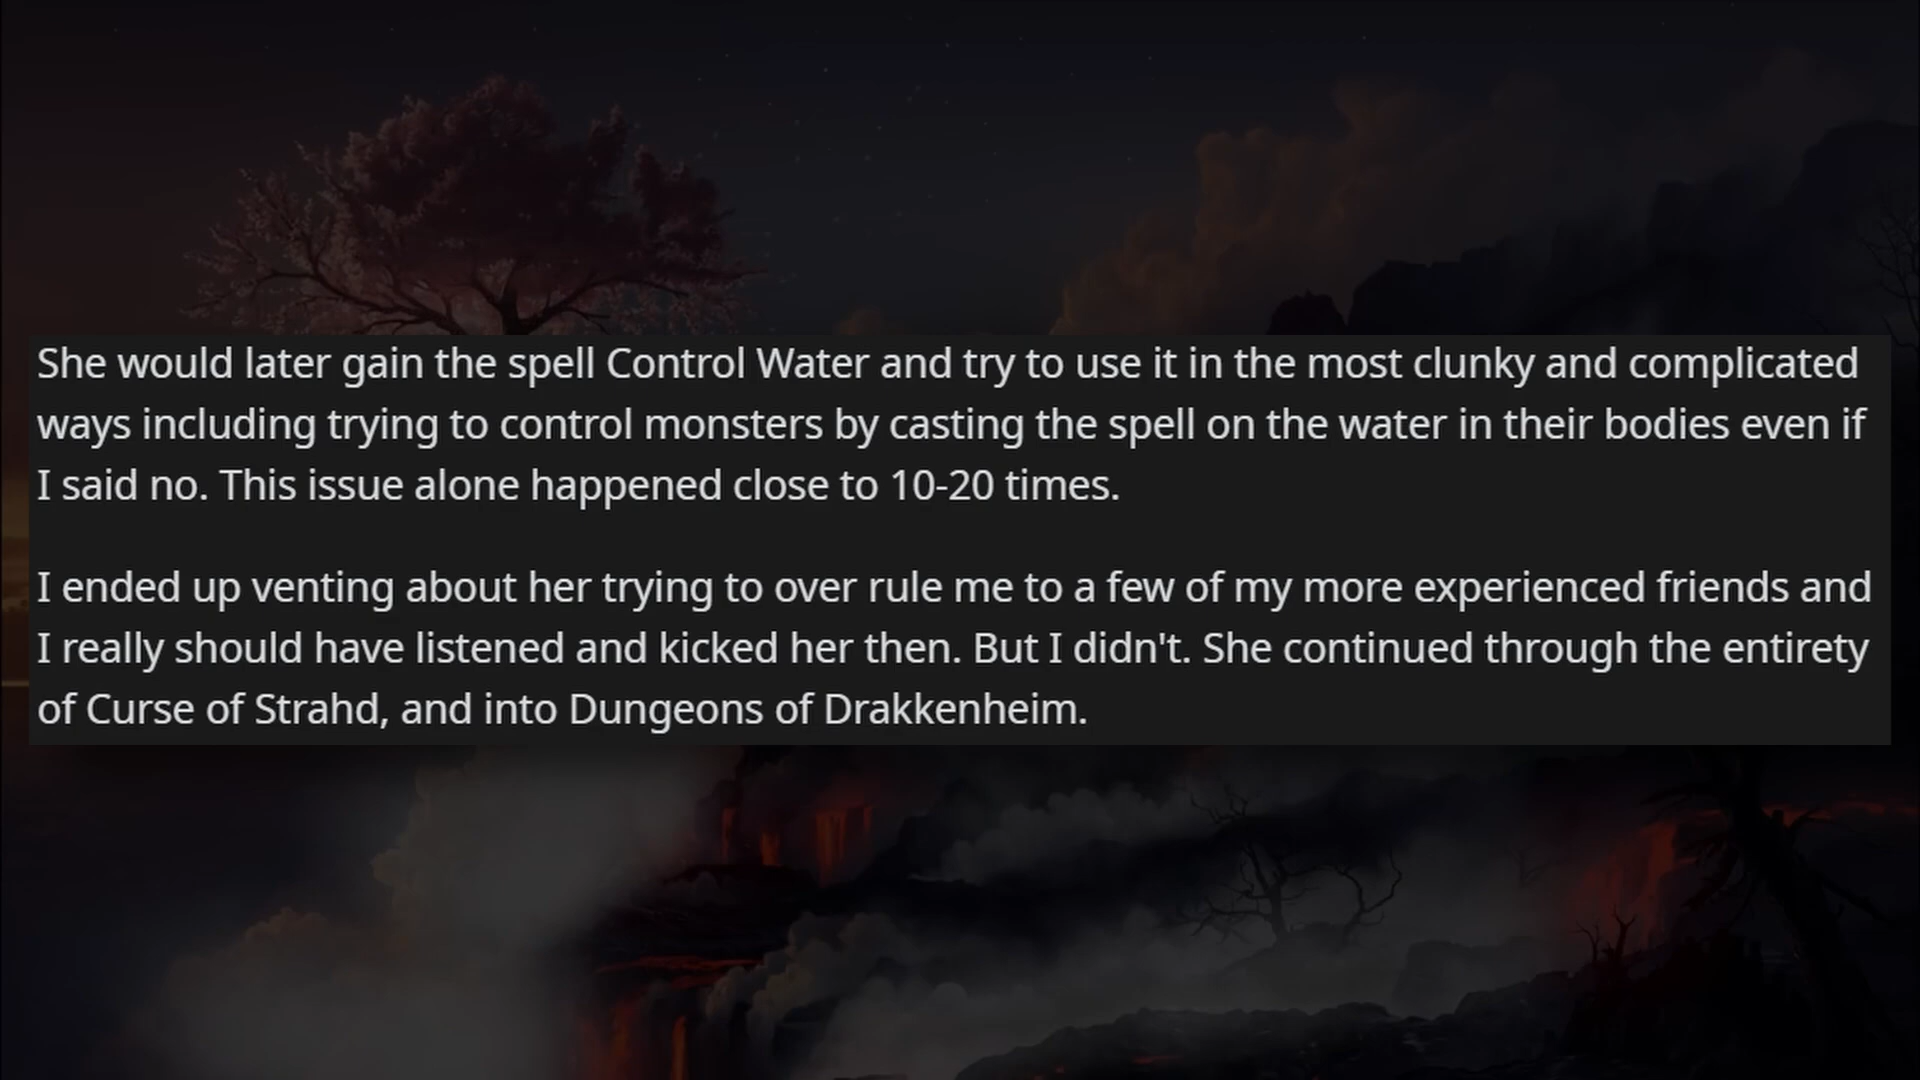 She would later gain the spell Control Water and try to use it in the most clunky and complicated
ways including trying to control monsters by casting the spell on the water in their bodies even if
I said no. This issue alone happened close to 10-20 times.
I ended up venting about her trying to over rule me to a few of my more experienced friends and
I really should have listened and kicked her then. But I didn't. She continued through the entirety
of Curse of Strahd, and into Dungeons of Drakkenheim.